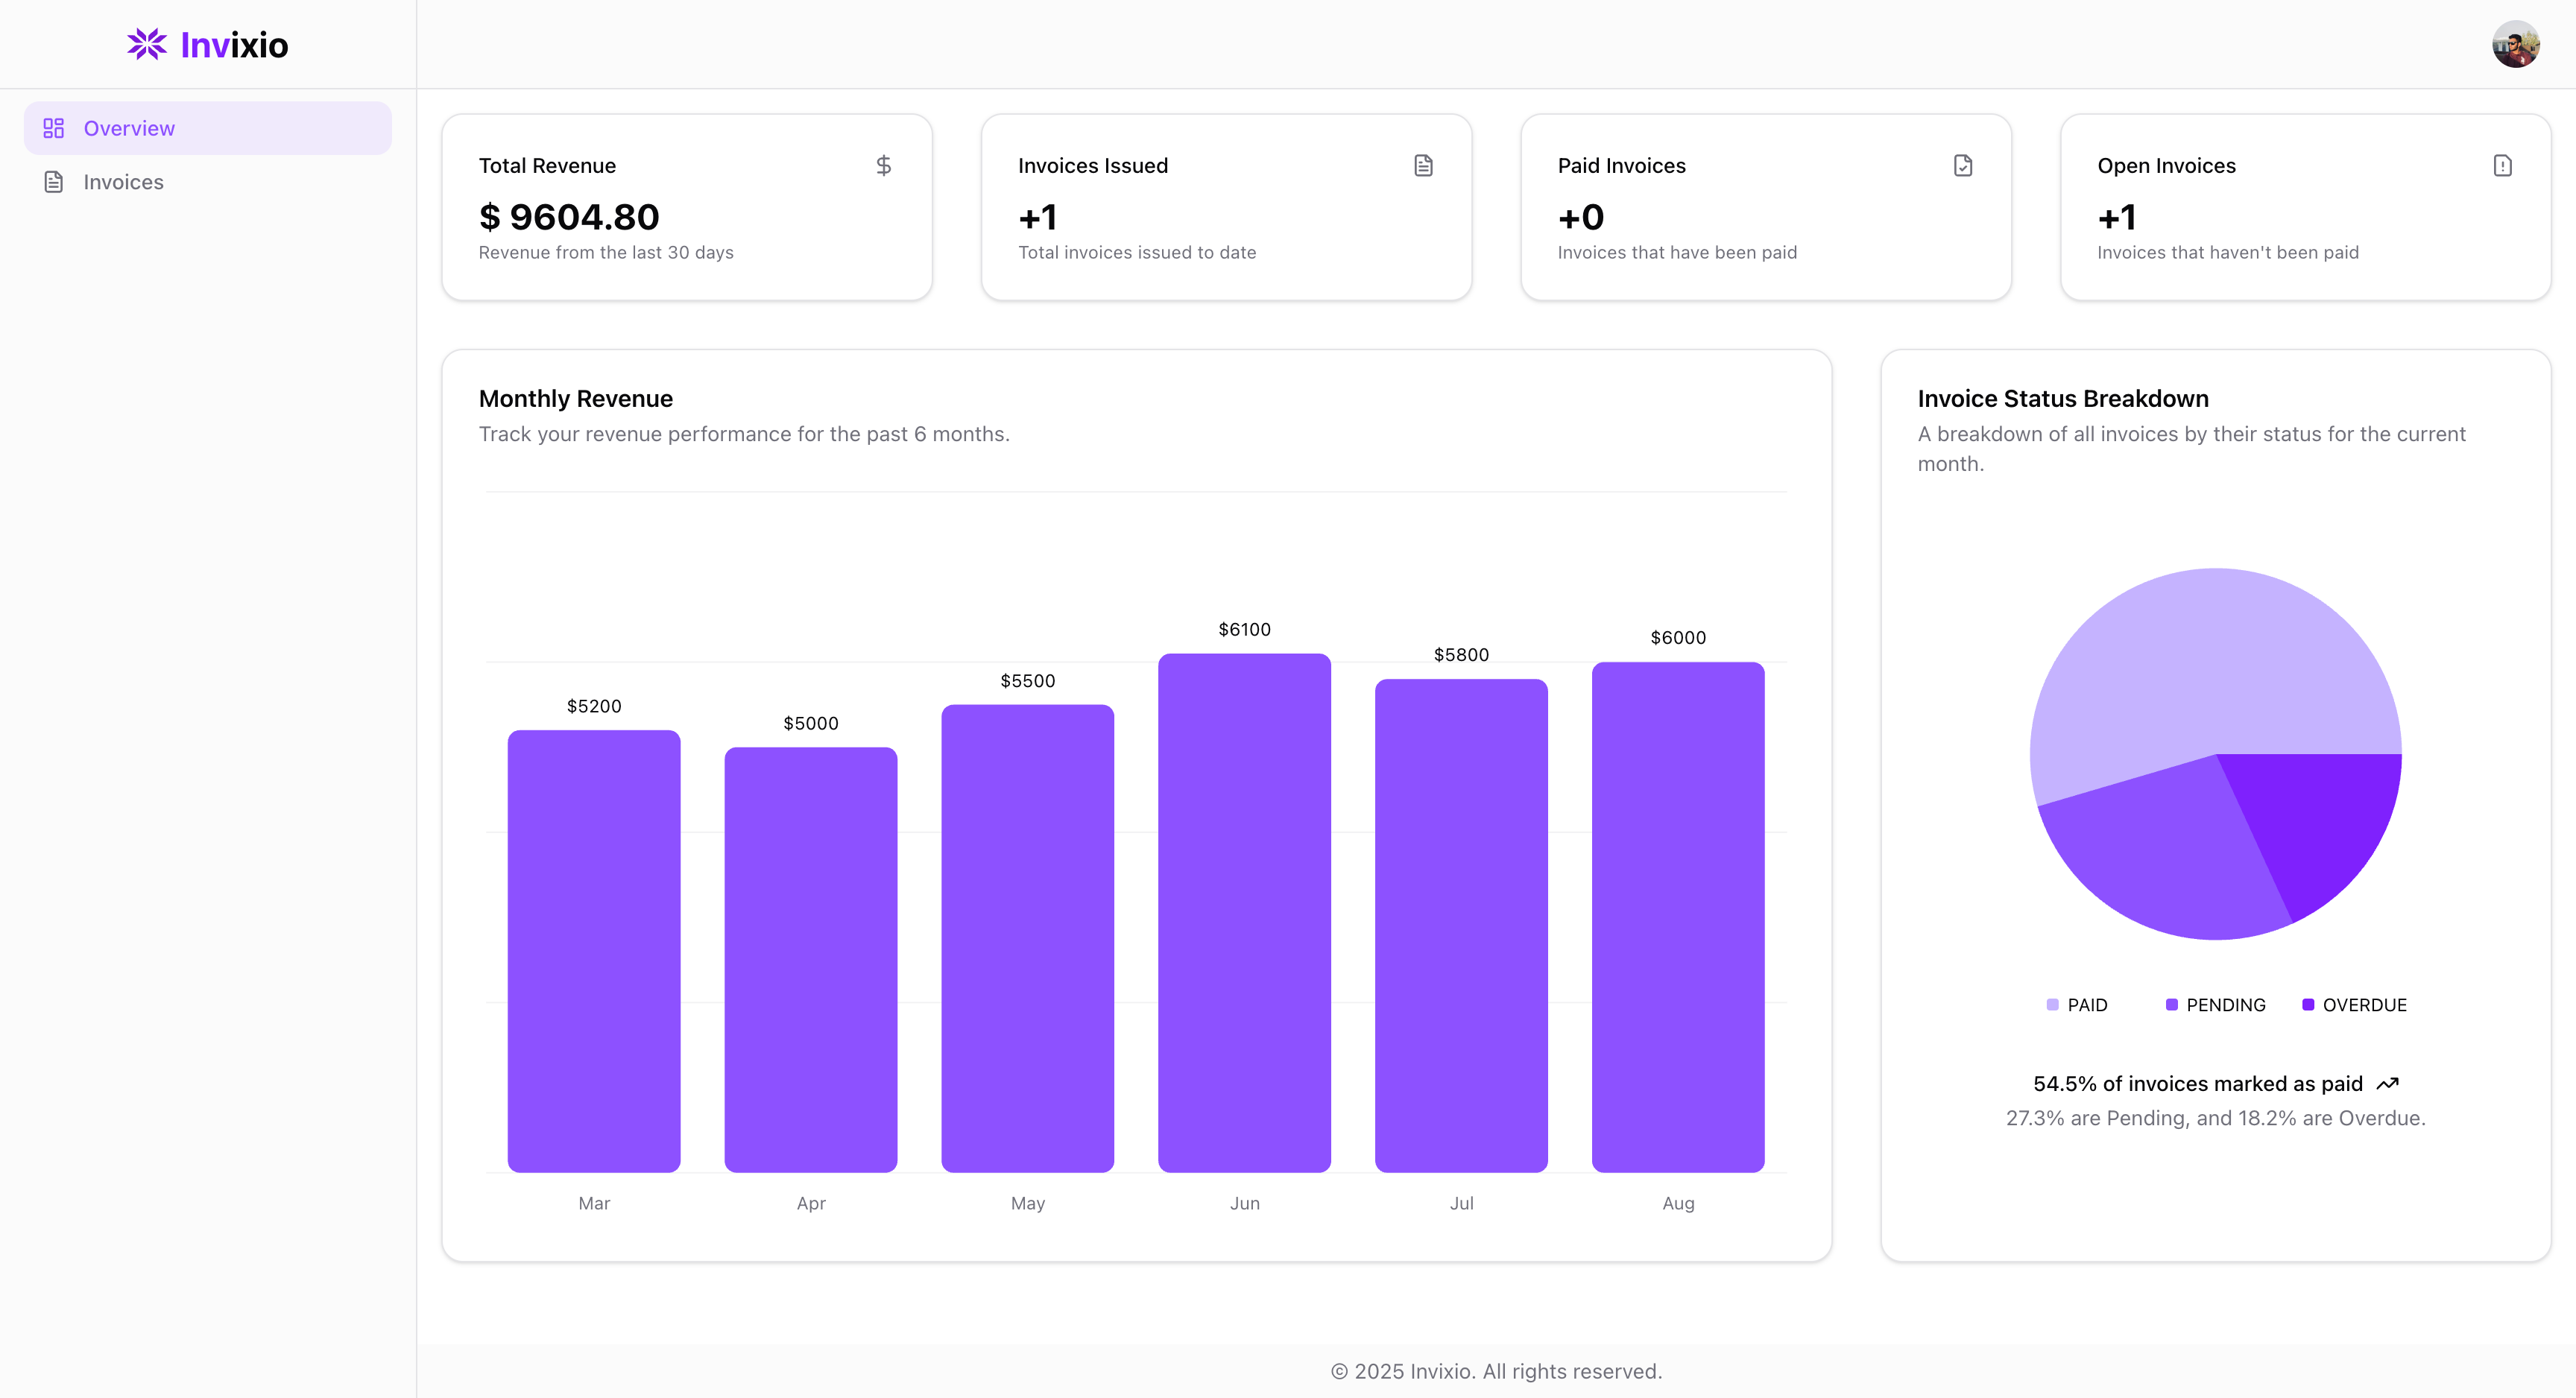 Invixio
Overview
Invoices
Total Revenue
$ 9604.80
Revenue from the last 30 days
Invoices Issued
+1
Total invoices issued to date
Paid Invoices
+0
Invoices that have been paid
Open Invoices
+1
Invoices that haven't been paid
Monthly Revenue
Track your revenue performance for the past 6 months.
$5200
$5000
$5500
$6100
$5800
$6000
Mar
Apr
May
Jun
Jul
Aug
Invoice Status Breakdown
A breakdown of all invoices by their status for the current
month.
PAID
PENDING
OVERDUE
54.5% of invoices marked as paid
27.3% are Pending, and 18.2% are Overdue.
© 2025 Invixio. All rights reserved.